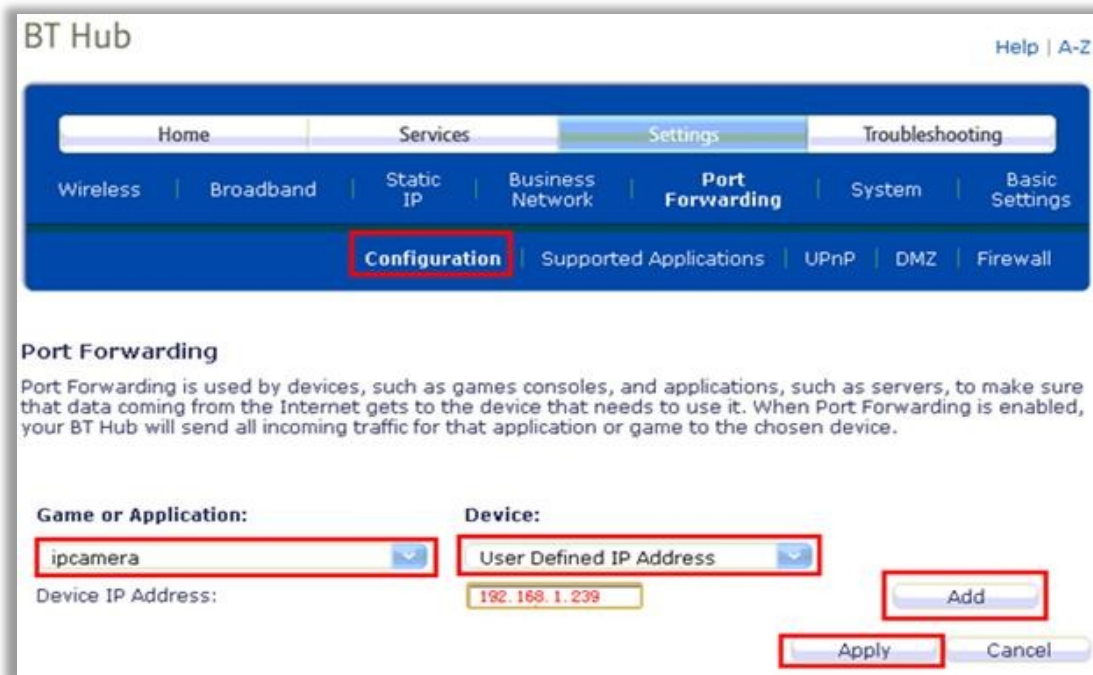 BT Hub
Help | A-Z
Home Services Settings Troubleshooting
Wireless | Broadband | Static IP | Business Network | Port Forwarding | System | Basic Settings
Configuration | Supported Applications | UPnP | DMZ | Firewall
Port Forwarding
Port Forwarding is used by devices, such as games consoles, and applications, such as servers, to make sure
that data coming from the Internet gets to the device that needs to use it. When Port Forwarding is enabled,
your BT Hub will send all incoming traffic for that application or game to the chosen device.
Game or Application: Device:
ipcamera User Defined IP Address
Device IP Address: 192.168.1.239 Add
Apply Cancel